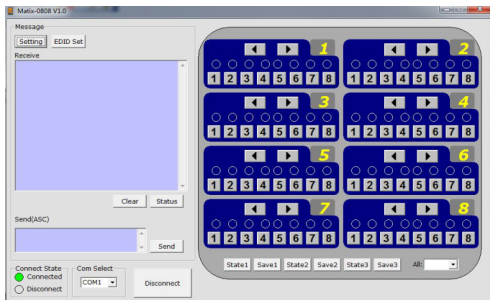 Matix-0808 V1.0
Message
Setting EDID Set
Receive
Clear Status
Send(ASC)
Send
Connect State
Connected
Disconnect
Com Select
COM1
Disconnect
1 2
1 2 3 4 5 6 7 8 1 2 3 4 5 6 7 8
3 4
1 2 3 4 5 6 7 8 1 2 3 4 5 6 7 8
5 6
1 2 3 4 5 6 7 8 1 2 3 4 5 6 7 8
7 8
1 2 3 4 5 6 7 8 1 2 3 4 5 6 7 8
State1 Save1 State2 Save2 State3 Save3 All: